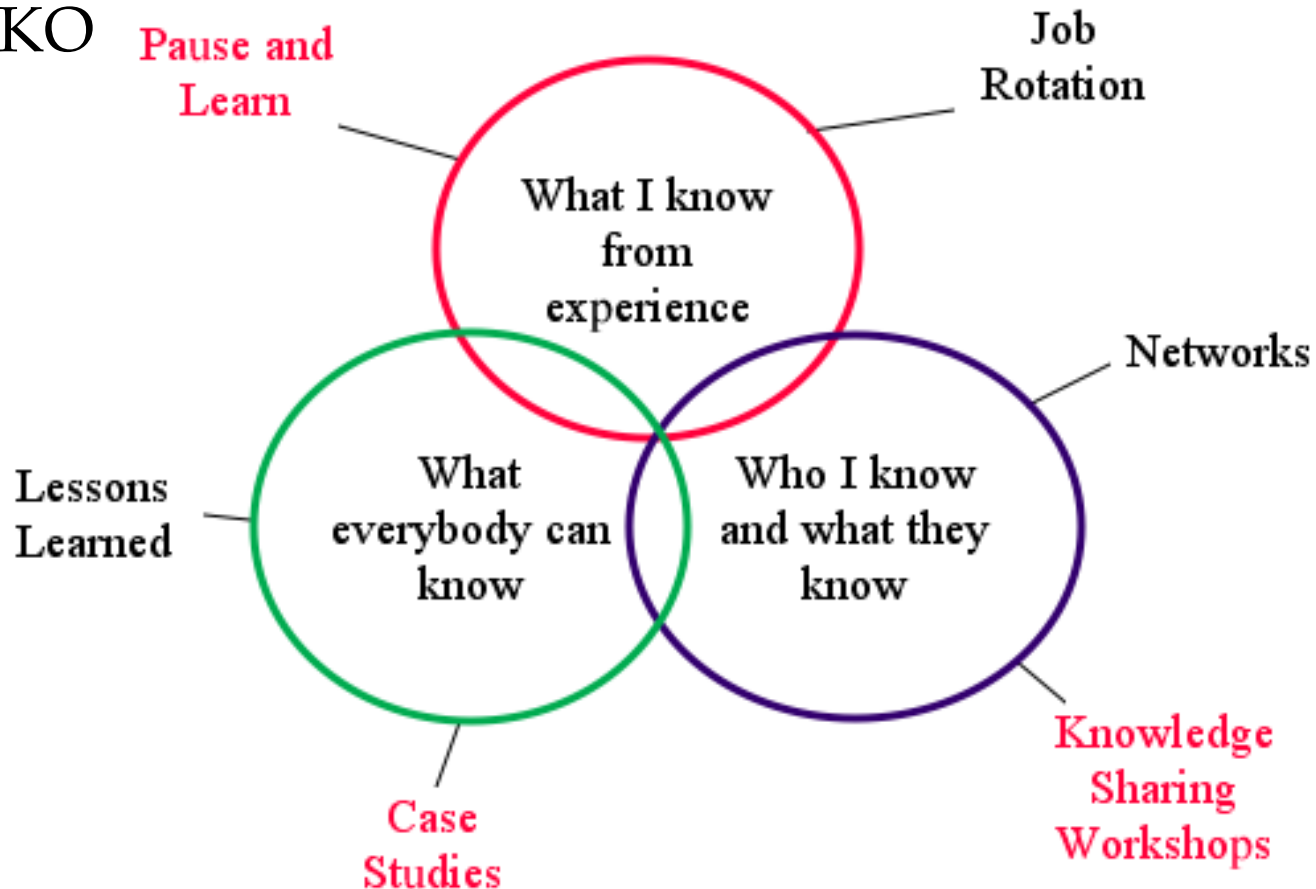 KO
Pause and
Learn
Job
Rotation
What I know
from
experience
Networks
Lessons
Learned
What
everybody can
know
Who I know
and what they
know
Case
Studies
Knowledge
Sharing
Workshops